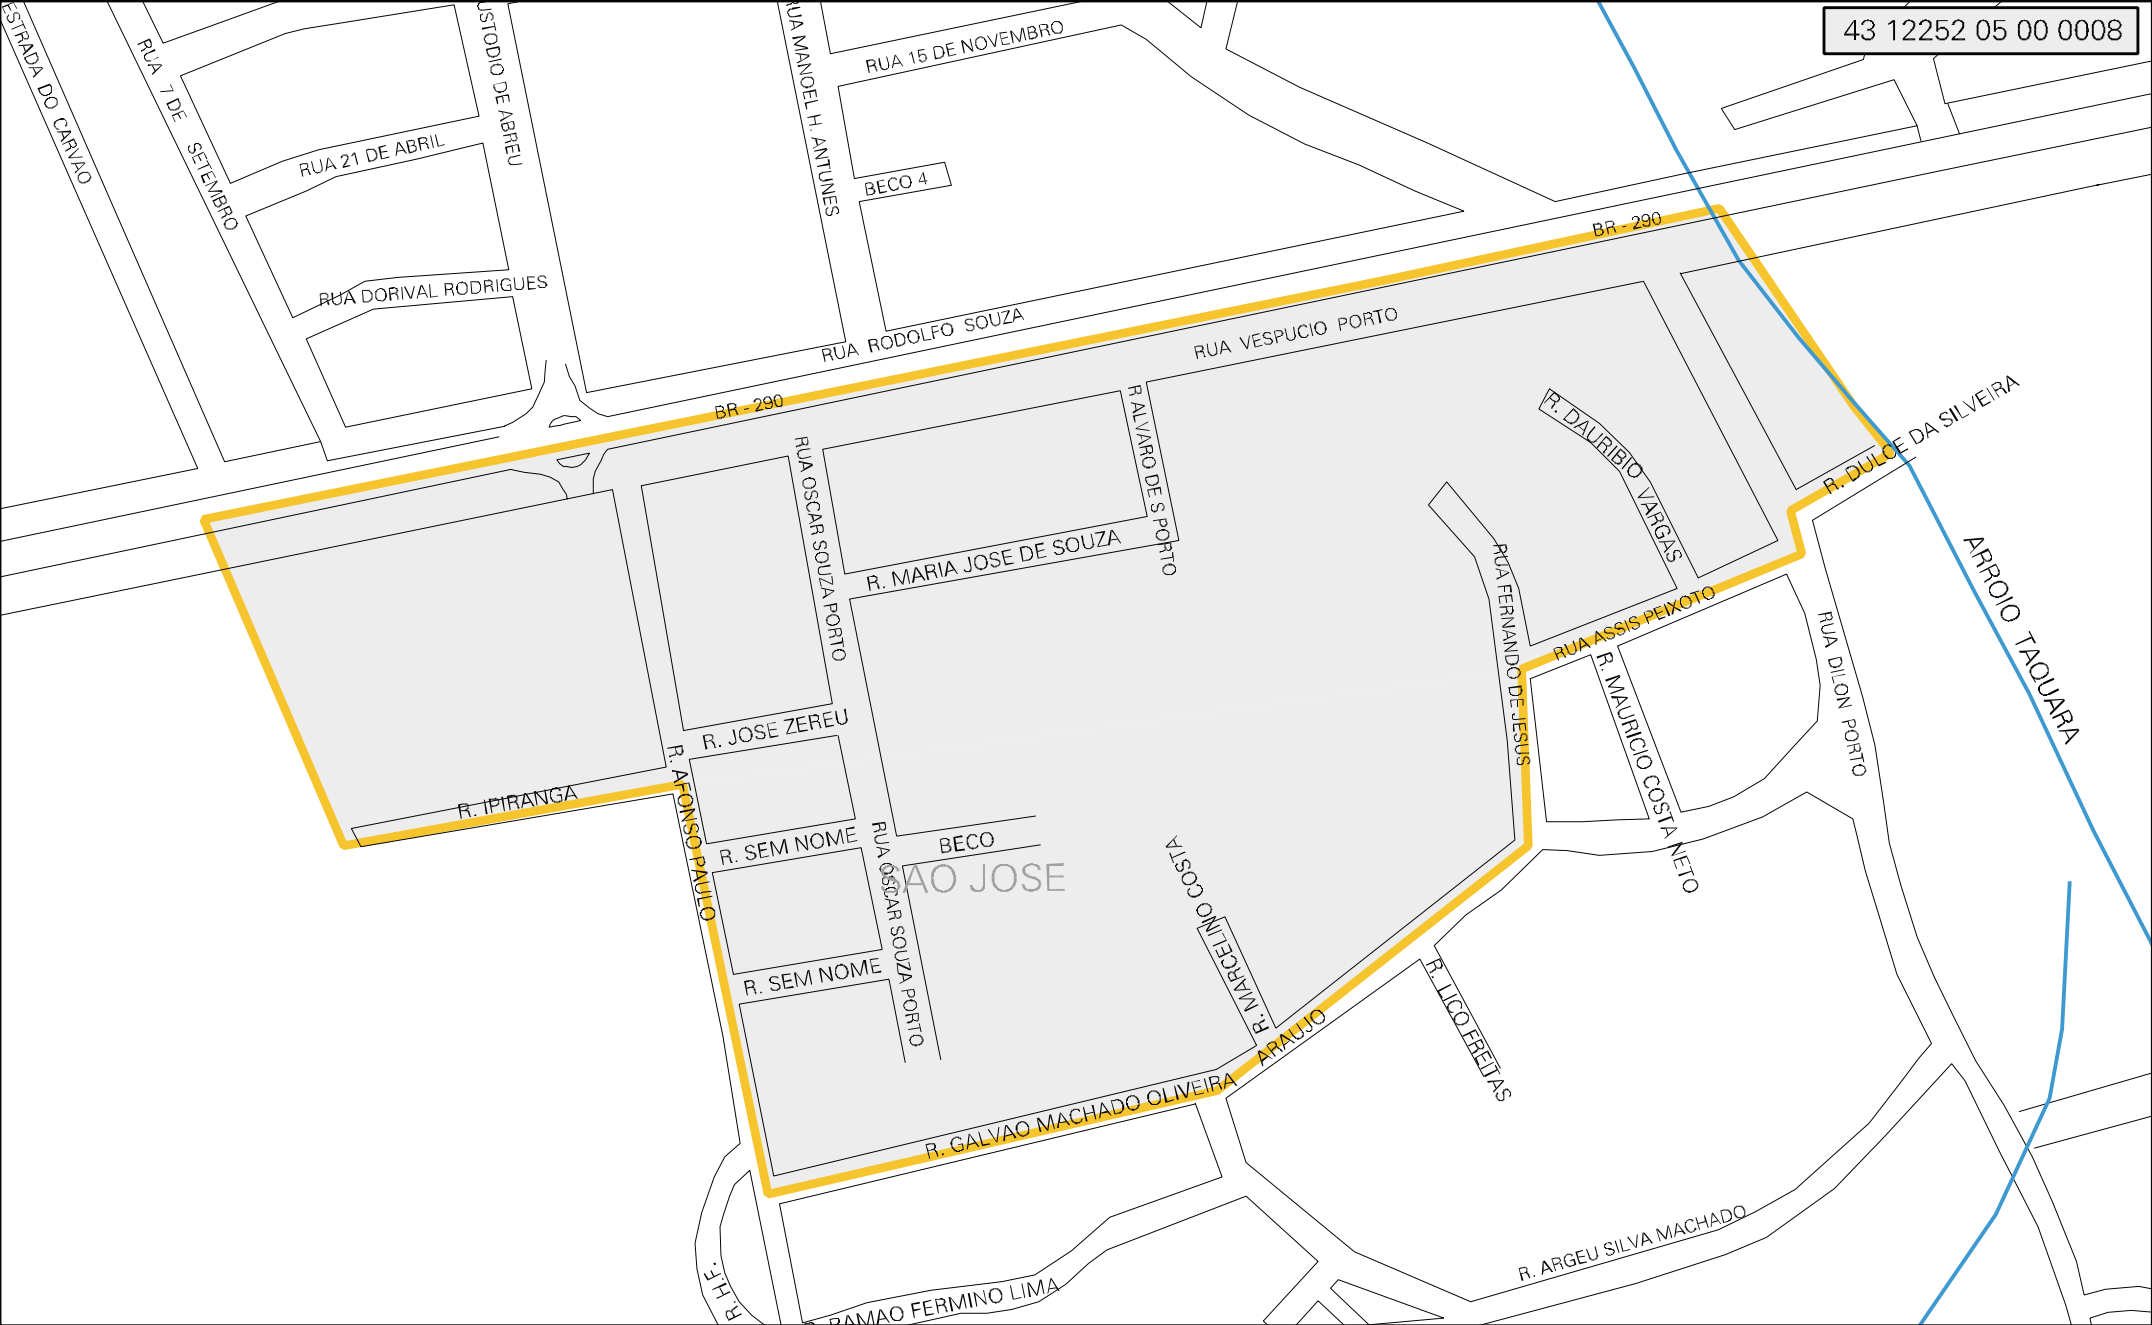 43 12252 05 00 0008
ESTRADA DO CARVAO
RUA 7 DE SETEMBRO
USTODIO DE ABREU
RUA MANOEL H. ANTUNES
RUA 15 DE NOVEMBRO
RUA 21 DE ABRIL
BECO 4
RUA DORIVAL RODRIGUES
BR - 290
RUA RODOLFO SOUZA
RUA VESPUCIO PORTO
BR - 290
R ALVARO DE S PORTO
R. DAURIBIO VARGAS
R. DULCE DA SILVEIRA
RUA OSCAR SOUZA PORTO
R. MARIA JOSE DE SOUZA
RUA FERNANDO DE JESUS
ARROIO TAQUARA
RUA ASSIS PEIXOTO
RUA DILON PORTO
R. MAURICIO COSTA NETO
R. JOSE ZEREU
R. AFONSO PAULO
R. IPIRANGA
R. SEM NOME
BECO
RUA OSCAR SOUZA PORTO
SAO JOSE
R. MARCELINO COSTA
R. SEM NOME
R. LICO FREITAS
R. GALVAO MACHADO OLIVEIRA
ARAUJO
R. ARGEU SILVA MACHADO
R. H.F.
R. RAMAO FERMINO LIMA